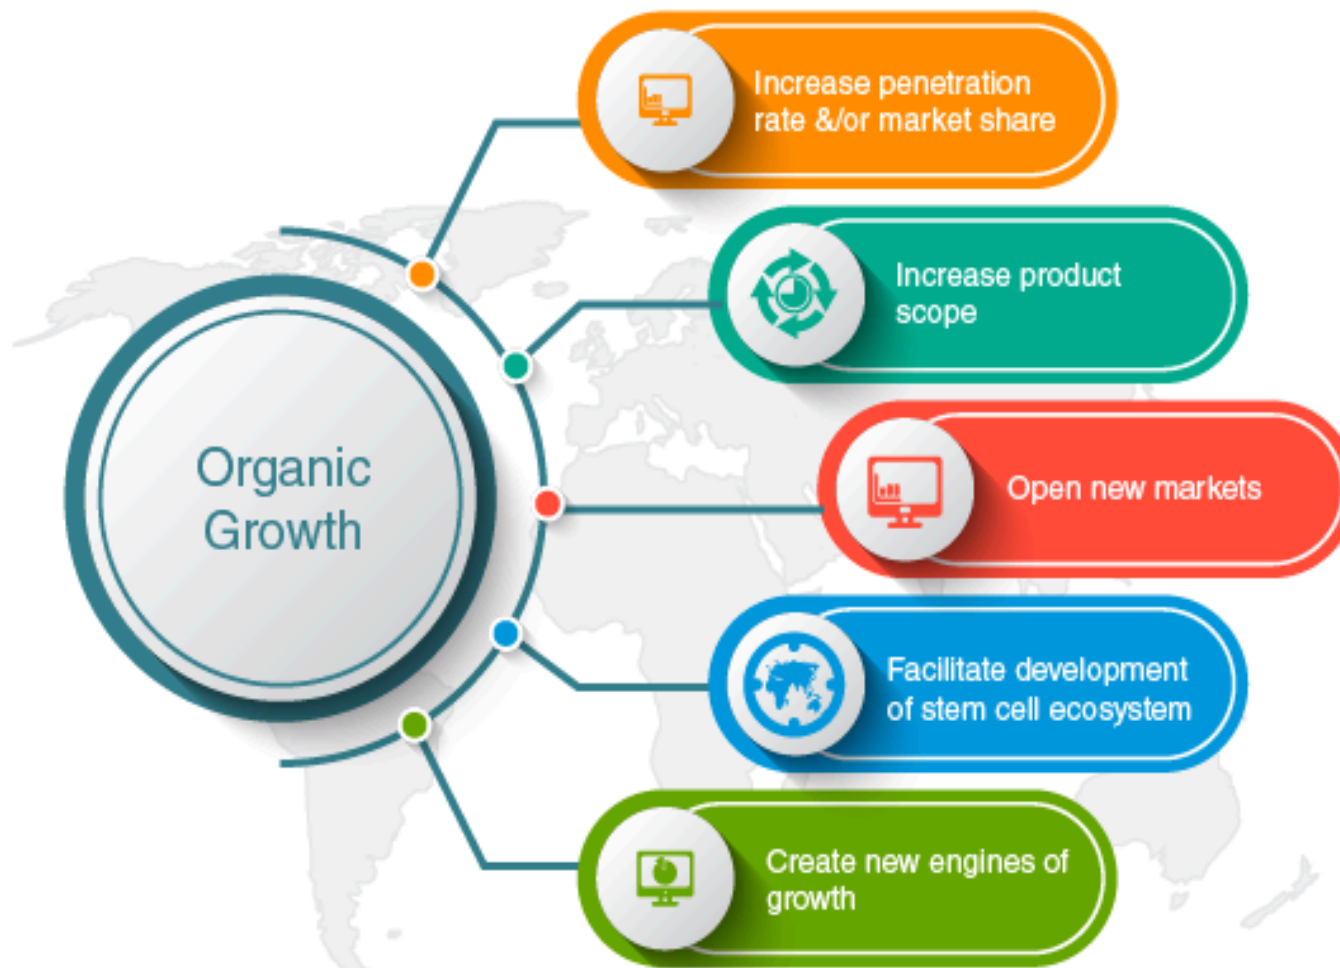 Increase penetration
rate &/or market share
Increase product
scope
Organic
Growth
Open new markets
Facilitate development
of stem cell ecosystem
Create new engines of
growth